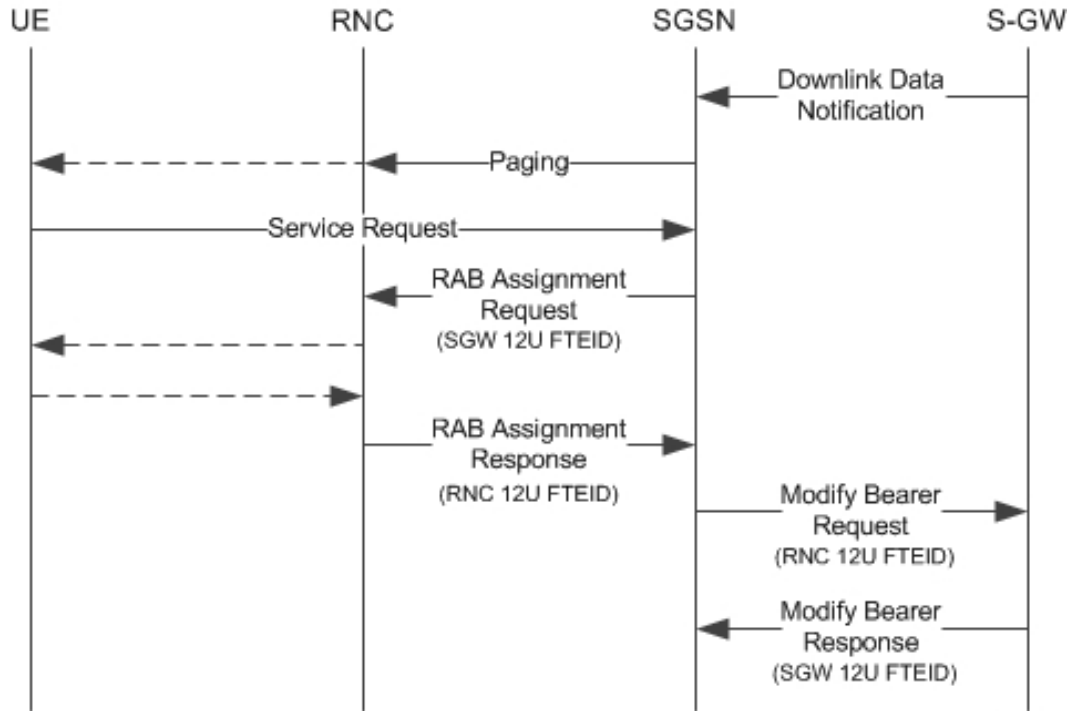 UE RNC SGSN S-GW
Downlink Data
Notification
Paging
Service Request
RAB Assignment
Request
(SGW 12U FTEID)
RAB Assignment
Response
(RNC 12U FTEID)
Modify Bearer
Request
(RNC 12U FTEID)
Modify Bearer
Response
(SGW 12U FTEID)